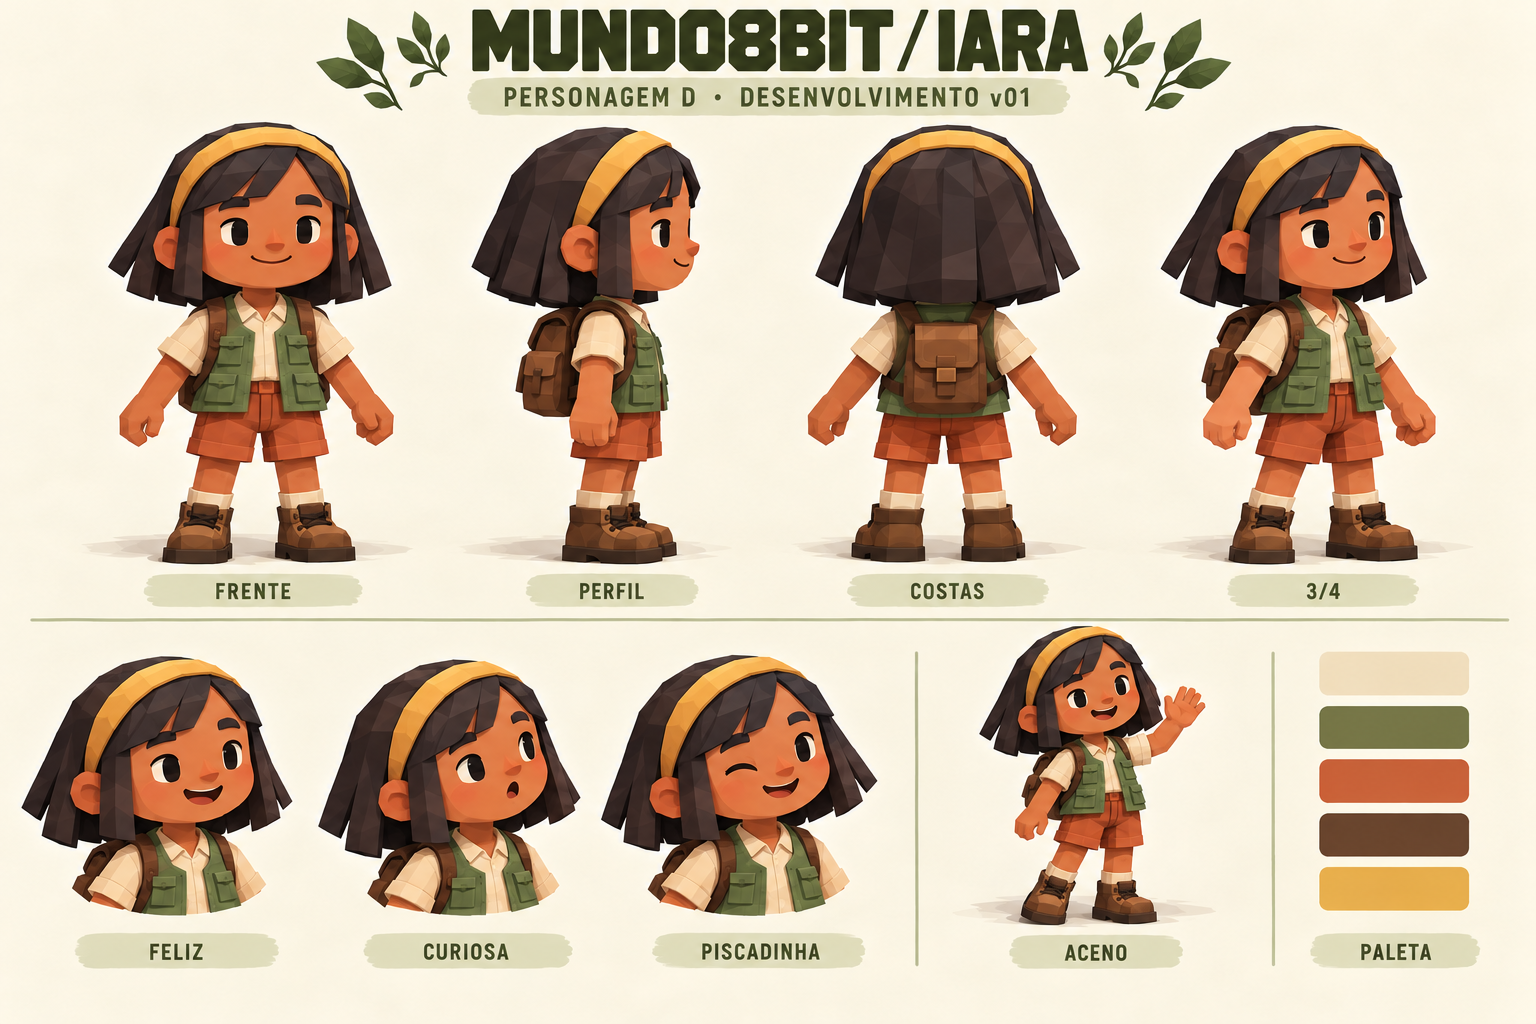 MUNDO8BIT/IARA
PERSONAGEM D • DESENVOLVIMENTO v01
FRENTE
PERFIL
COSTAS
3/4
FELIZ
CURIOSA
PISCADINHA
ACENO
PALETA